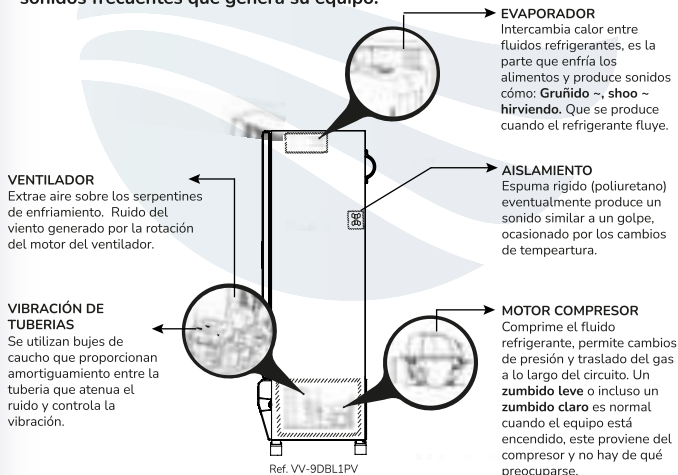 sonidos frecuentes que genera su equipo.
EVAPORADOR
Intercambia calor entre
fluidos refrigerantes, es la
parte que enfría los
alimentos y produce sonidos
cómo: Gruñido ~, shoo ~
hirviendo. Que se produce
cuando el refrigerante fluye.
VENTILADOR
Extrae aire sobre los serpentines
de enfriamiento. Ruido del
viento generado por la rotación
del motor del ventilador.
AISLAMIENTO
Espuma rigido (poliuretano)
eventualmente produce un
sonido similar a un golpe,
ocasionado por los cambios
de tempeartura.
VIBRACIÓN DE
TUBERIAS
Se utilizan bujes de
caucho que proporcionan
amortiguamiento entre la
tuberia que atenua el
ruido y controla la
vibración.
MOTOR COMPRESOR
Comprime el fluido
refrigerante, permite cambios
de presión y traslado del gas
a lo largo del circuito. Un
zumbido leve o incluso un
zumbido claro es normal
cuando el equipo está
encendido, este proviene del
compresor y no hay de qué
preocuparse.
Ref. VV-9DBL1PV